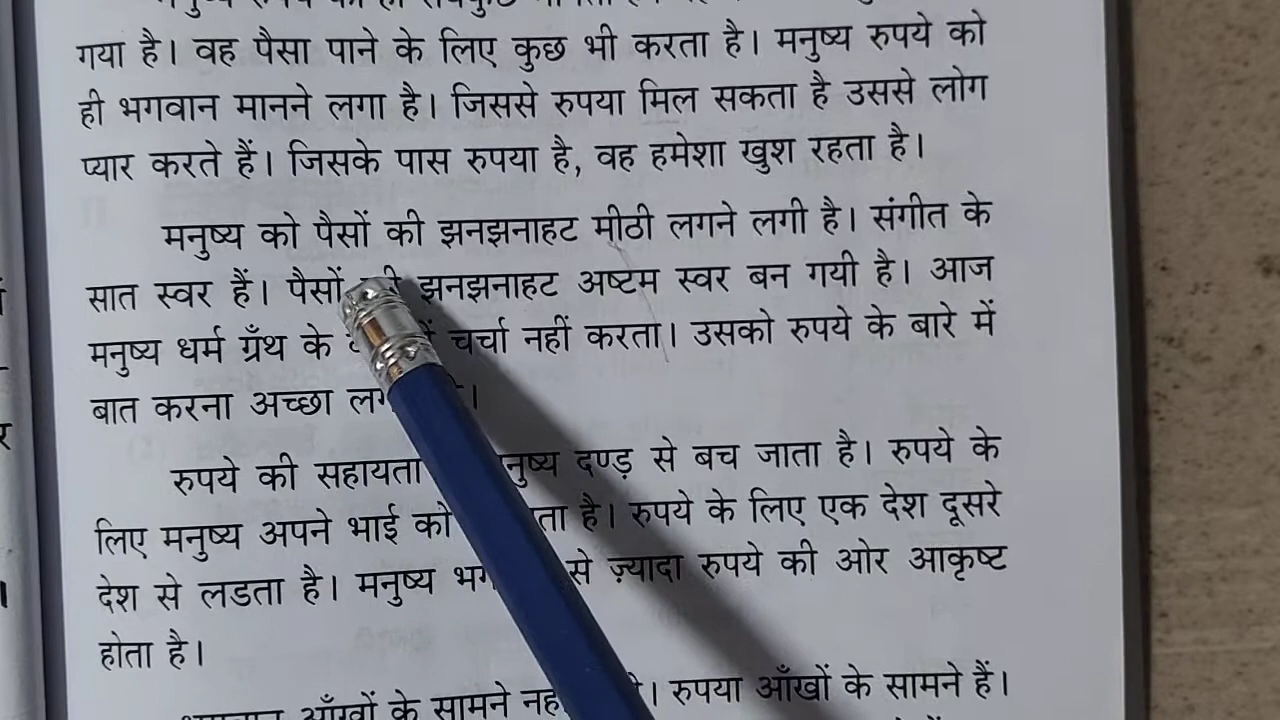 गया है। वह पैसा पाने के लिए कुछ भी करता है। मनुष्य रुपये को
ही भगवान मानने लगा है। जिससे रुपया मिल सकता है उससे लोग
प्यार करते हैं। जिसके पास रुपया है, वह हमेशा खुश रहता है।
मनुष्य को पैसों की झनझनाहट मीठी लगने लगी है। संगीत के
सात स्वर हैं। पैसों की झनझनाहट अष्टम स्वर बन गयी है। आज
मनुष्य धर्म ग्रँथ के चर्चा नहीं करता। उसको रुपये के बारे में
बात करना अच्छा
रुपये की सहायता दण्ड़ से बच जाता है। रुपये के
लिए मनुष्य अपने भाई को है। रुपये के लिए एक देश दूसरे
देश से लडता है। मनुष्य से ज़्यादा रुपये की ओर आकृष्ट
होता है।
आँखों के सामने रुपया आँखों के सामने हैं।